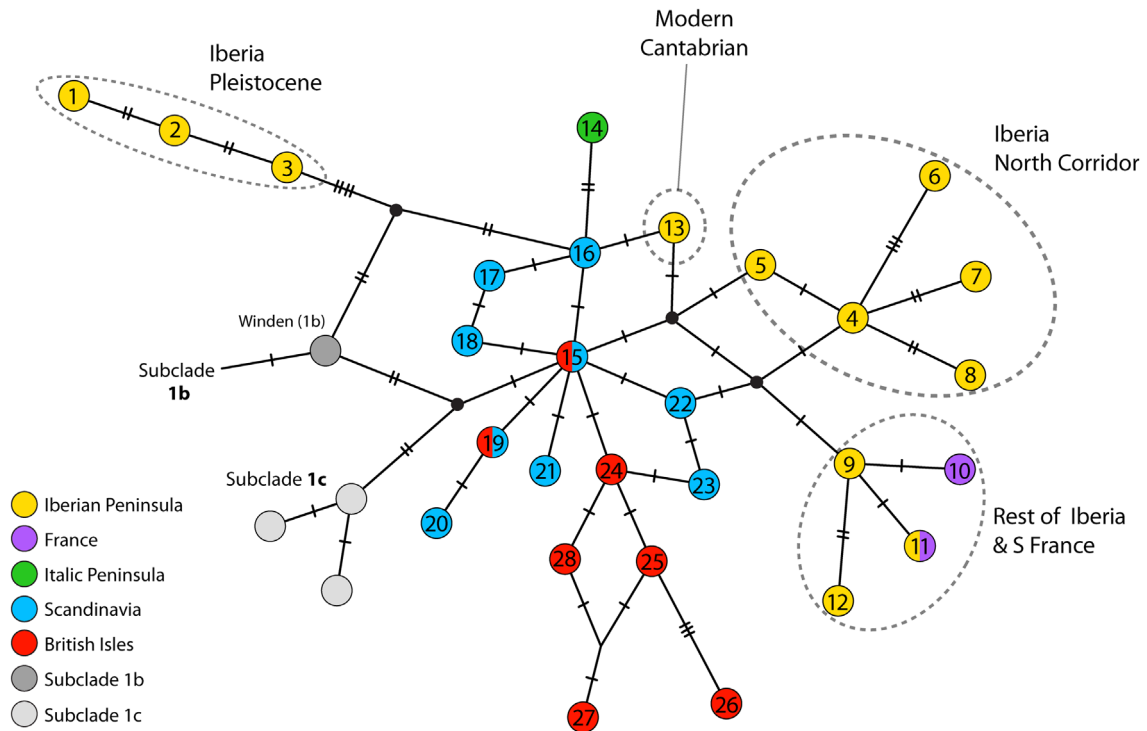 Modern
Cantabrian
Iberia
Pleistocene
1
2
3
14
Iberia
North Corridor
6
13
16
5
7
17
4
Winden (1b)
18
15
8
Subclade
1b
22
19
9
10
21
24
23
Subclade 1c
20
Iberian Peninsula
France
Italic Peninsula
Scandinavia
British Isles
Subclade 1b
Subclade 1c
Rest of Iberia
& S France
11
12
28
25
26
27